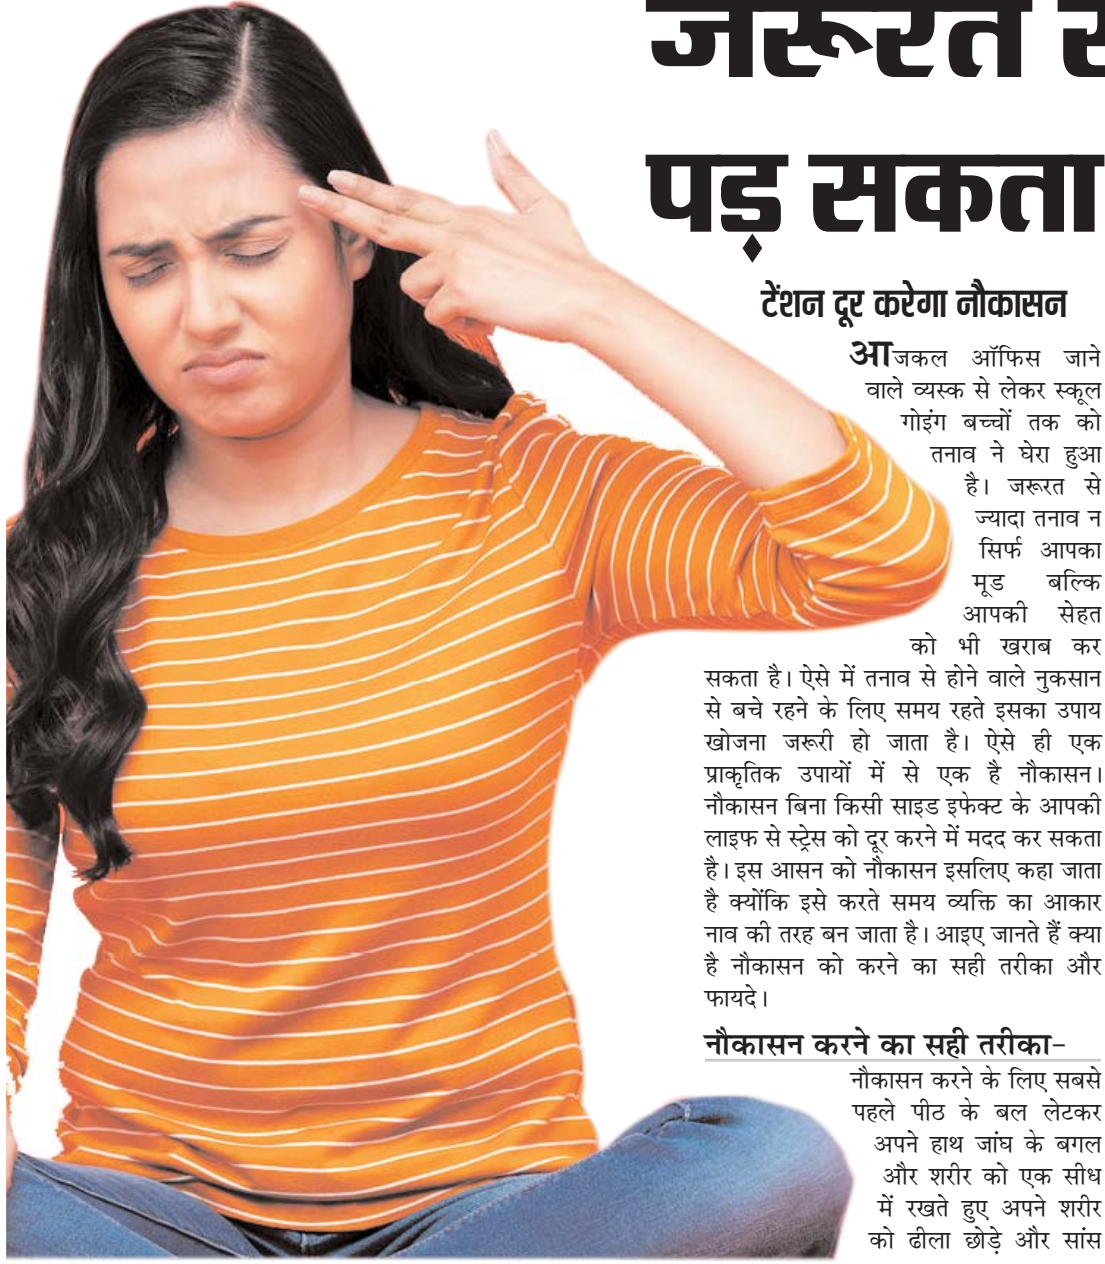 जरूरत
पड़ सकता
टेंशन दूर करेगा नौकासन
आजकल ऑफिस जाने
वाले व्यस्क से लेकर स्कूल
गोइंग बच्चों तक को
तनाव ने घेरा हुआ
है। जरूरत से
ज्यादा तनाव न
सिर्फ आपका
मूड बल्कि
आपकी सेहत
को भी खराब कर
सकता है। ऐसे में तनाव से होने वाले नुकसान
से बचे रहने के लिए समय रहते इसका उपाय
खोजना जरूरी हो जाता है। ऐसे ही एक
प्राकृतिक उपायों में से एक है नौकासन।
नौकासन बिना किसी साइड इफेक्ट के आपकी
लाइफ से स्ट्रेस को दूर करने में मदद कर सकता
है। इस आसन को नौकासन इसलिए कहा जाता
है क्योंकि इसे करते समय व्यक्ति का आकार
नाव की तरह बन जाता है। आइए जानते हैं क्या
है नौकासन को करने का सही तरीका और
फायदे।
नौकासन करने का सही तरीका-
नौकासन करने के लिए सबसे
पहले पीठ के बल लेटकर
अपने हाथ जांघ के बगल
और शरीर को एक सीध
में रखते हुए अपने शरीर
को ढीला छोड़े और सांस